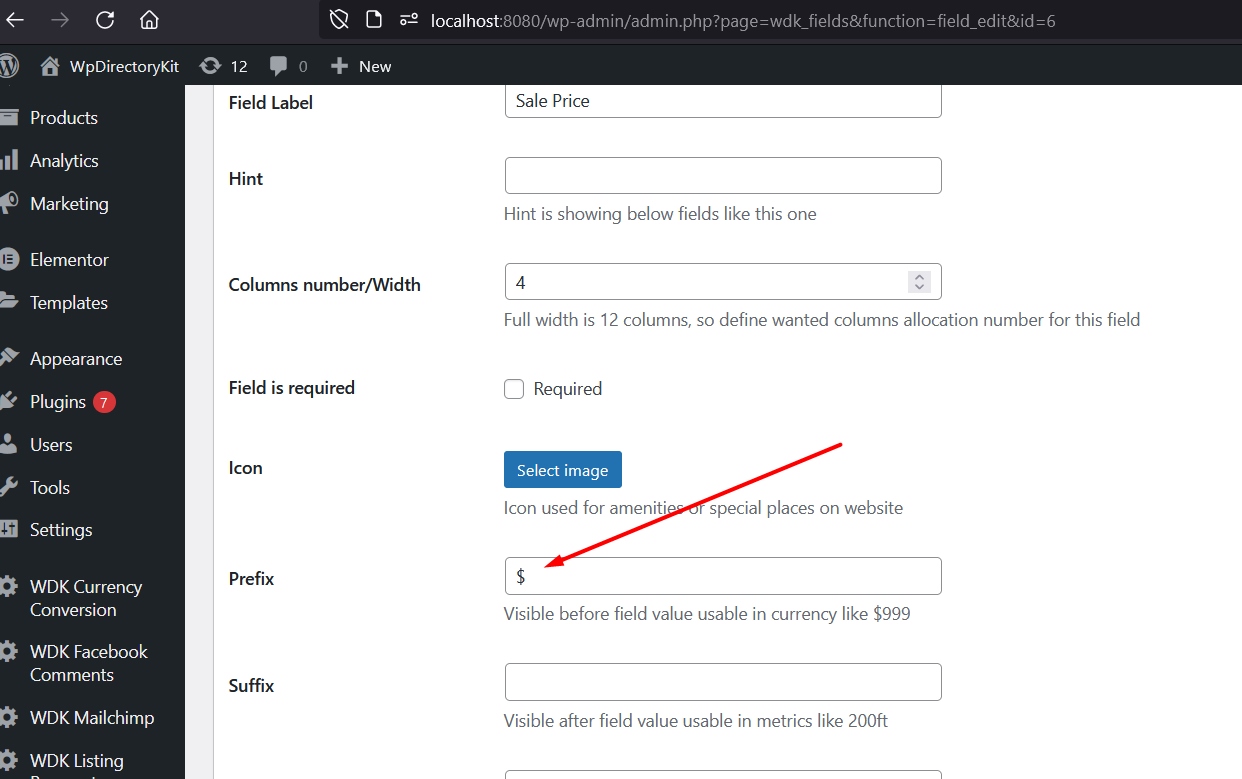 localhost:8080/wp-admin/admin.php?page=wdk_fields&function=field_edit&id=6
WpDirectoryKit 12 0 New
Products
Analytics
Marketing
Elementor
Templates
Appearance
Plugins 7
Users
Tools
Settings
WDK Currency
Conversion
WDK Facebook
Comments
WDK Mailchimp
WDK Listing
Field Label Sale Price
Hint
Hint is showing below fields like this one
Columns number/Width 4
Full width is 12 columns, so define wanted columns allocation number for this field
Field is required Required
Icon Select image
Icon used for amenities or special places on website
Prefix $
Visible before field value usable in currency like $999
Suffix
Visible after field value usable in metrics like 200ft